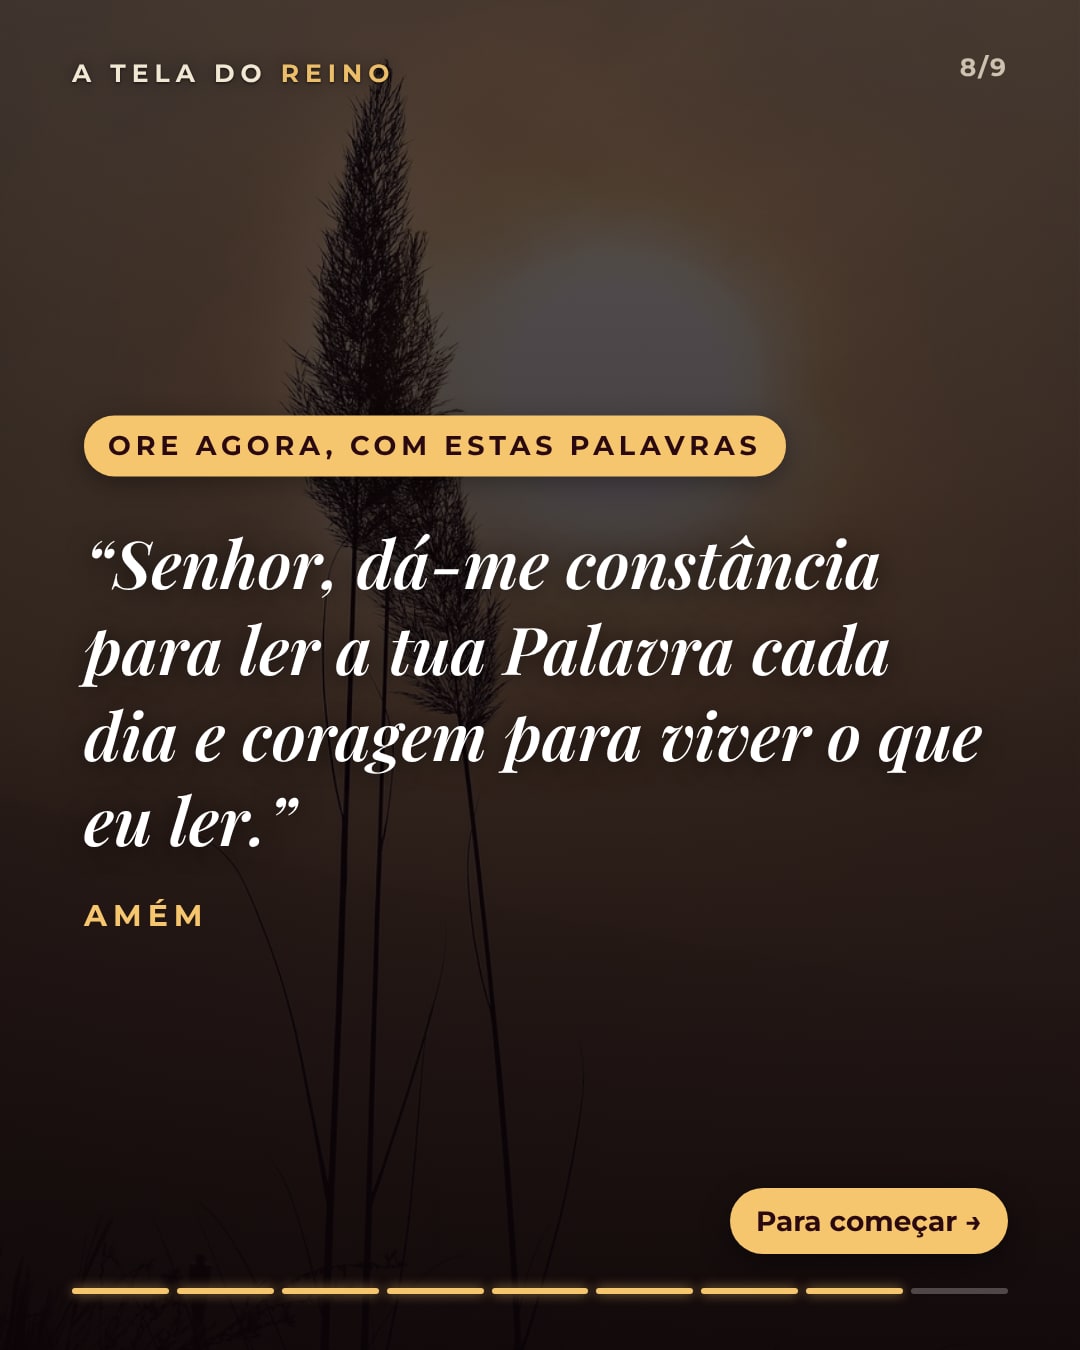 A TELA DO REINO
8/9
ORE AGORA, COM ESTAS PALAVRAS
“Senhor, dá-me constância
para ler a tua Palavra cada
dia e coragem para viver o que
eu ler.”
AMÉM
Para começar →